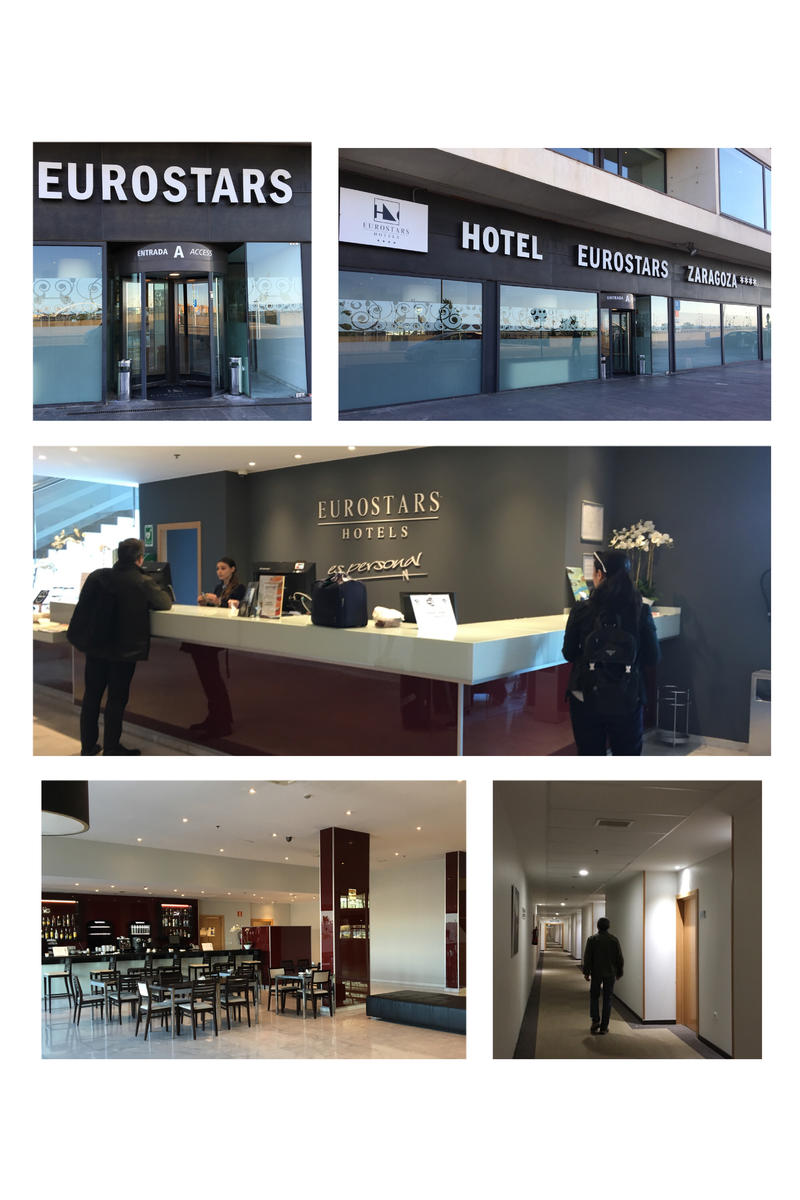 EUROSTARS
ENTRADA A ACCESS
EUROSTARS
HOTELS
****
HOTEL EUROSTARS ZARAGOZA ****
ENTRADA A
EUROSTARS
HOTELS
es personal